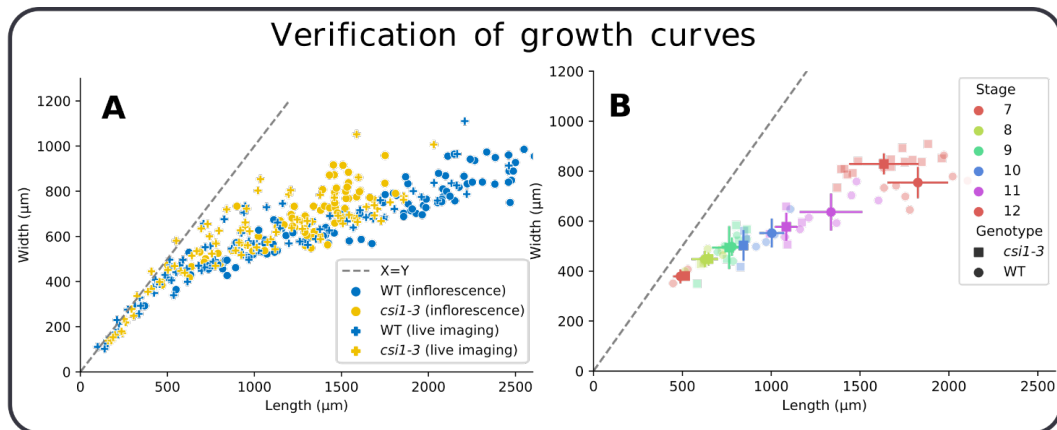 Verification of growth curves
A
1200
1000
800
600
400
200
0
Width (µm)
0
500
1000
1500
2000
2500
Length (µm)
X=Y
WT (inflorescence)
csi1-3 (inflorescence)
WT (live imaging)
csi1-3 (live imaging)
B
1200
1000
800
600
400
200
0
Width (µm)
0
500
1000
1500
2000
2500
Length (µm)
Stage
7
8
9
10
11
12
Genotype
csi1-3
WT